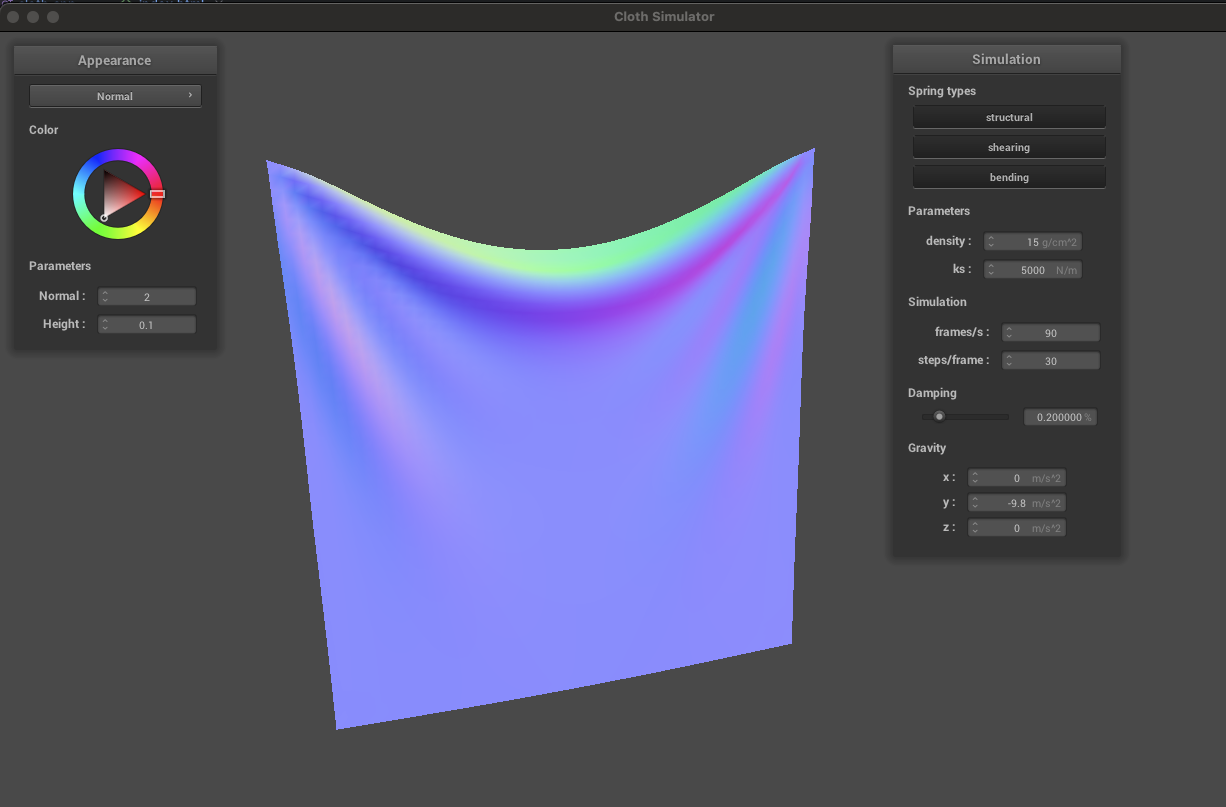 Cloth Simulator
Appearance
Normal
Color
Parameters
Normal :
2
Height :
0.1
Simulation
Spring types
structural
shearing
bending
Parameters
density :
15 g/cm^2
ks :
5000 N/m
Simulation
frames/s :
90
steps/frame :
30
Damping
0.200000 %
Gravity
x :
0 m/s^2
y :
-9.8 m/s^2
z :
0 m/s^2